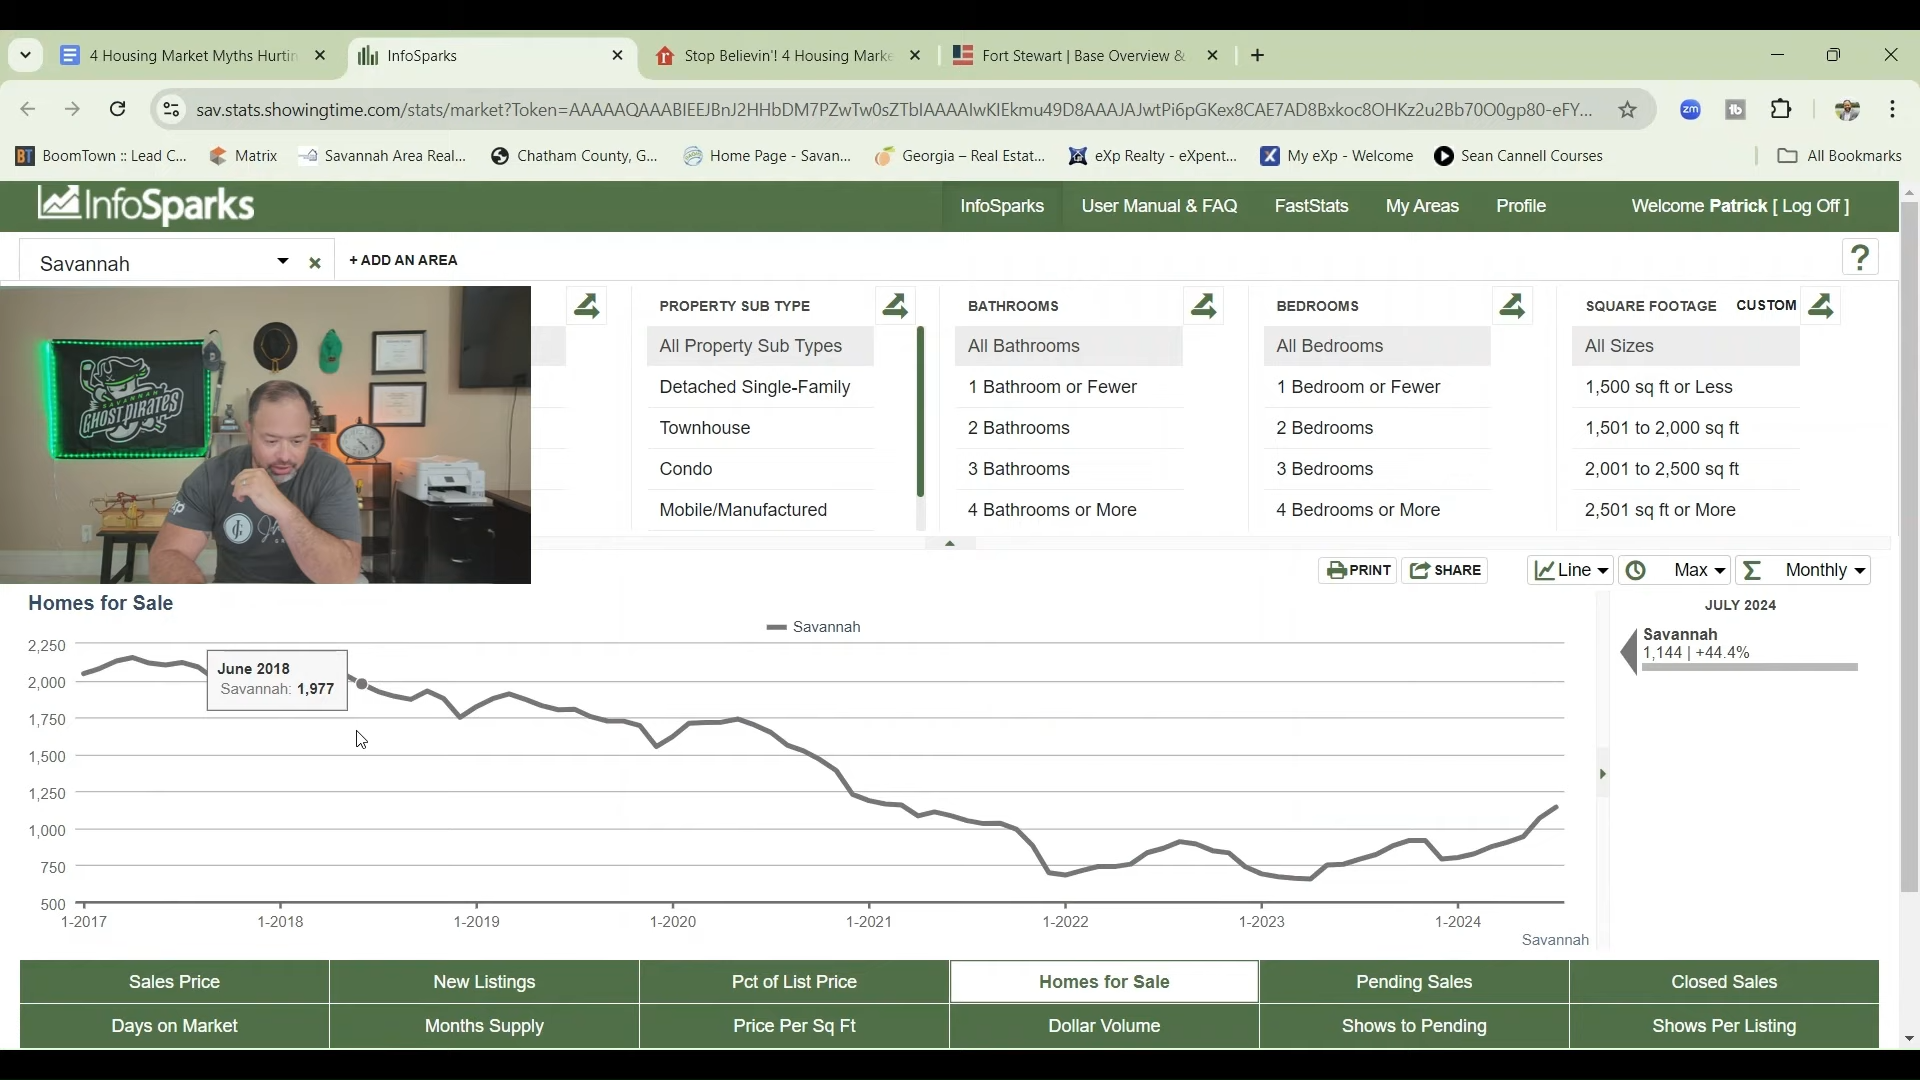 4 Housing Market Myths Hurtin
InfoSparks
Stop Believin'! 4 Housing Marke
Fort Stewart | Base Overview &
sav.stats.showingtime.com/stats/market?Token=AAAAAQAAABIEEJBnJ2HHbDM7PZwTw0sZTbIAAAAIwKIEkmu49D8AAAJAJwtPi6pGKex8CAE7AD8Bxkoc8OHKz2u2Bb70O0gp80-eFY...
zm
tb
BT BoomTown :: Lead C...
Matrix
Savannah Area Real...
Chatham County, G...
Home Page - Savan...
Georgia – Real Estat...
eXp Realty - eXpent...
X My eXp - Welcome
Sean Cannell Courses
All Bookmarks
InfoSparks
InfoSparks
User Manual & FAQ
FastStats
My Areas
Profile
Welcome Patrick [ Log Off ]
Savannah
+ ADD AN AREA
?
PROPERTY SUB TYPE
All Property Sub Types
Detached Single-Family
Townhouse
Condo
Mobile/Manufactured
BATHROOMS
All Bathrooms
1 Bathroom or Fewer
2 Bathrooms
3 Bathrooms
4 Bathrooms or More
BEDROOMS
All Bedrooms
1 Bedroom or Fewer
2 Bedrooms
3 Bedrooms
4 Bedrooms or More
SQUARE FOOTAGE CUSTOM
All Sizes
1,500 sq ft or Less
1,501 to 2,000 sq ft
2,001 to 2,500 sq ft
2,501 sq ft or More
SAVANNAH
GHOST PIRATES
PRINT
SHARE
Line
Max
Monthly
Homes for Sale
Savannah
2,250
2,000
1,750
1,500
1,250
1,000
750
500
June 2018
Savannah: 1,977
1-2017
1-2018
1-2019
1-2020
1-2021
1-2022
1-2023
1-2024
Savannah
JULY 2024
Savannah
1,144 | +44.4%
Sales Price
New Listings
Pct of List Price
Homes for Sale
Pending Sales
Closed Sales
Days on Market
Months Supply
Price Per Sq Ft
Dollar Volume
Shows to Pending
Shows Per Listing